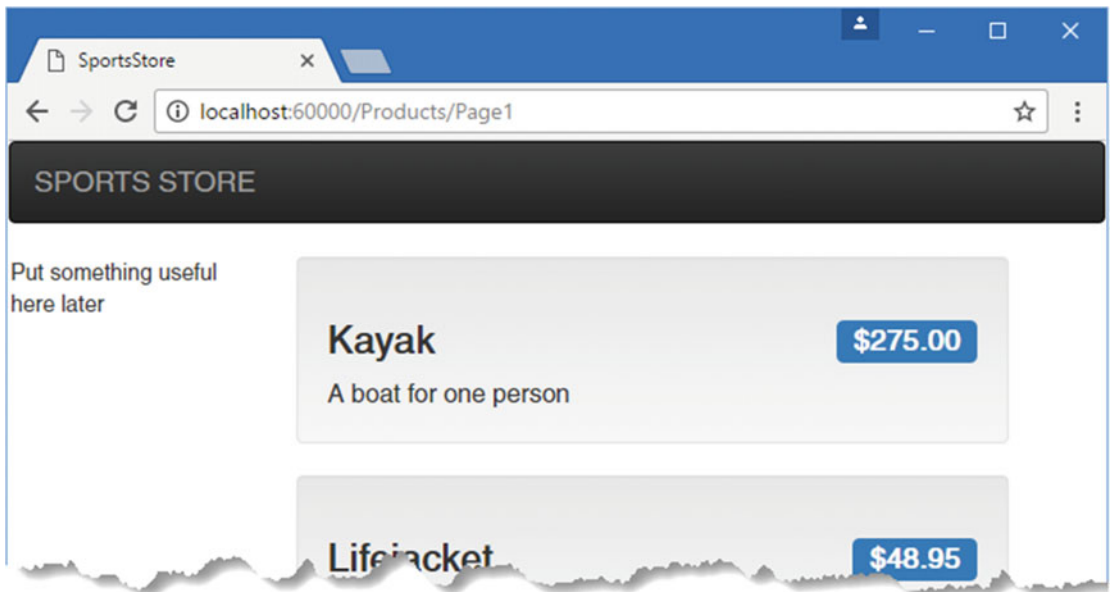 SportsStore
localhost:60000/Products/Page1
SPORTS STORE
Put something useful
here later
Kayak
$275.00
A boat for one person
Lifejacket
$48.95